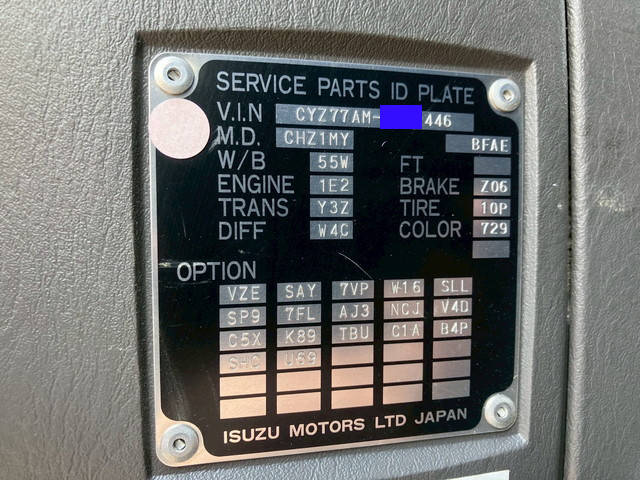 SERVICE PARTS ID PLATE
V.I.N CYZ77AM- 446
M.D. CHZ1MY BFAE
W/B 55W FT
ENGINE 1E2 BRAKE Z06
TRANS Y3Z TIRE 10P
DIFF W4C COLOR 729
OPTION
VZE SAY 7VP W16 SLL
SP9 7FL AJ3 NCJ V4D
C5X K89 TBU C1A B4P
SHC U69
ISUZU MOTORS LTD JAPAN